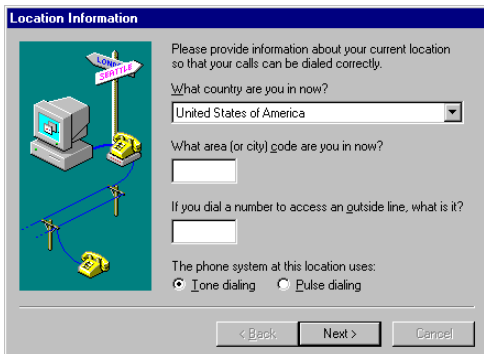 Location Information
LONDON
SEATTLE
Please provide information about your current location
so that your calls can be dialed correctly.
What country are you in now?
United States of America
What area (or city) code are you in now?
If you dial a number to access an outside line, what is it?
The phone system at this location uses:
Tone dialing Pulse dialing
< Back Next > Cancel